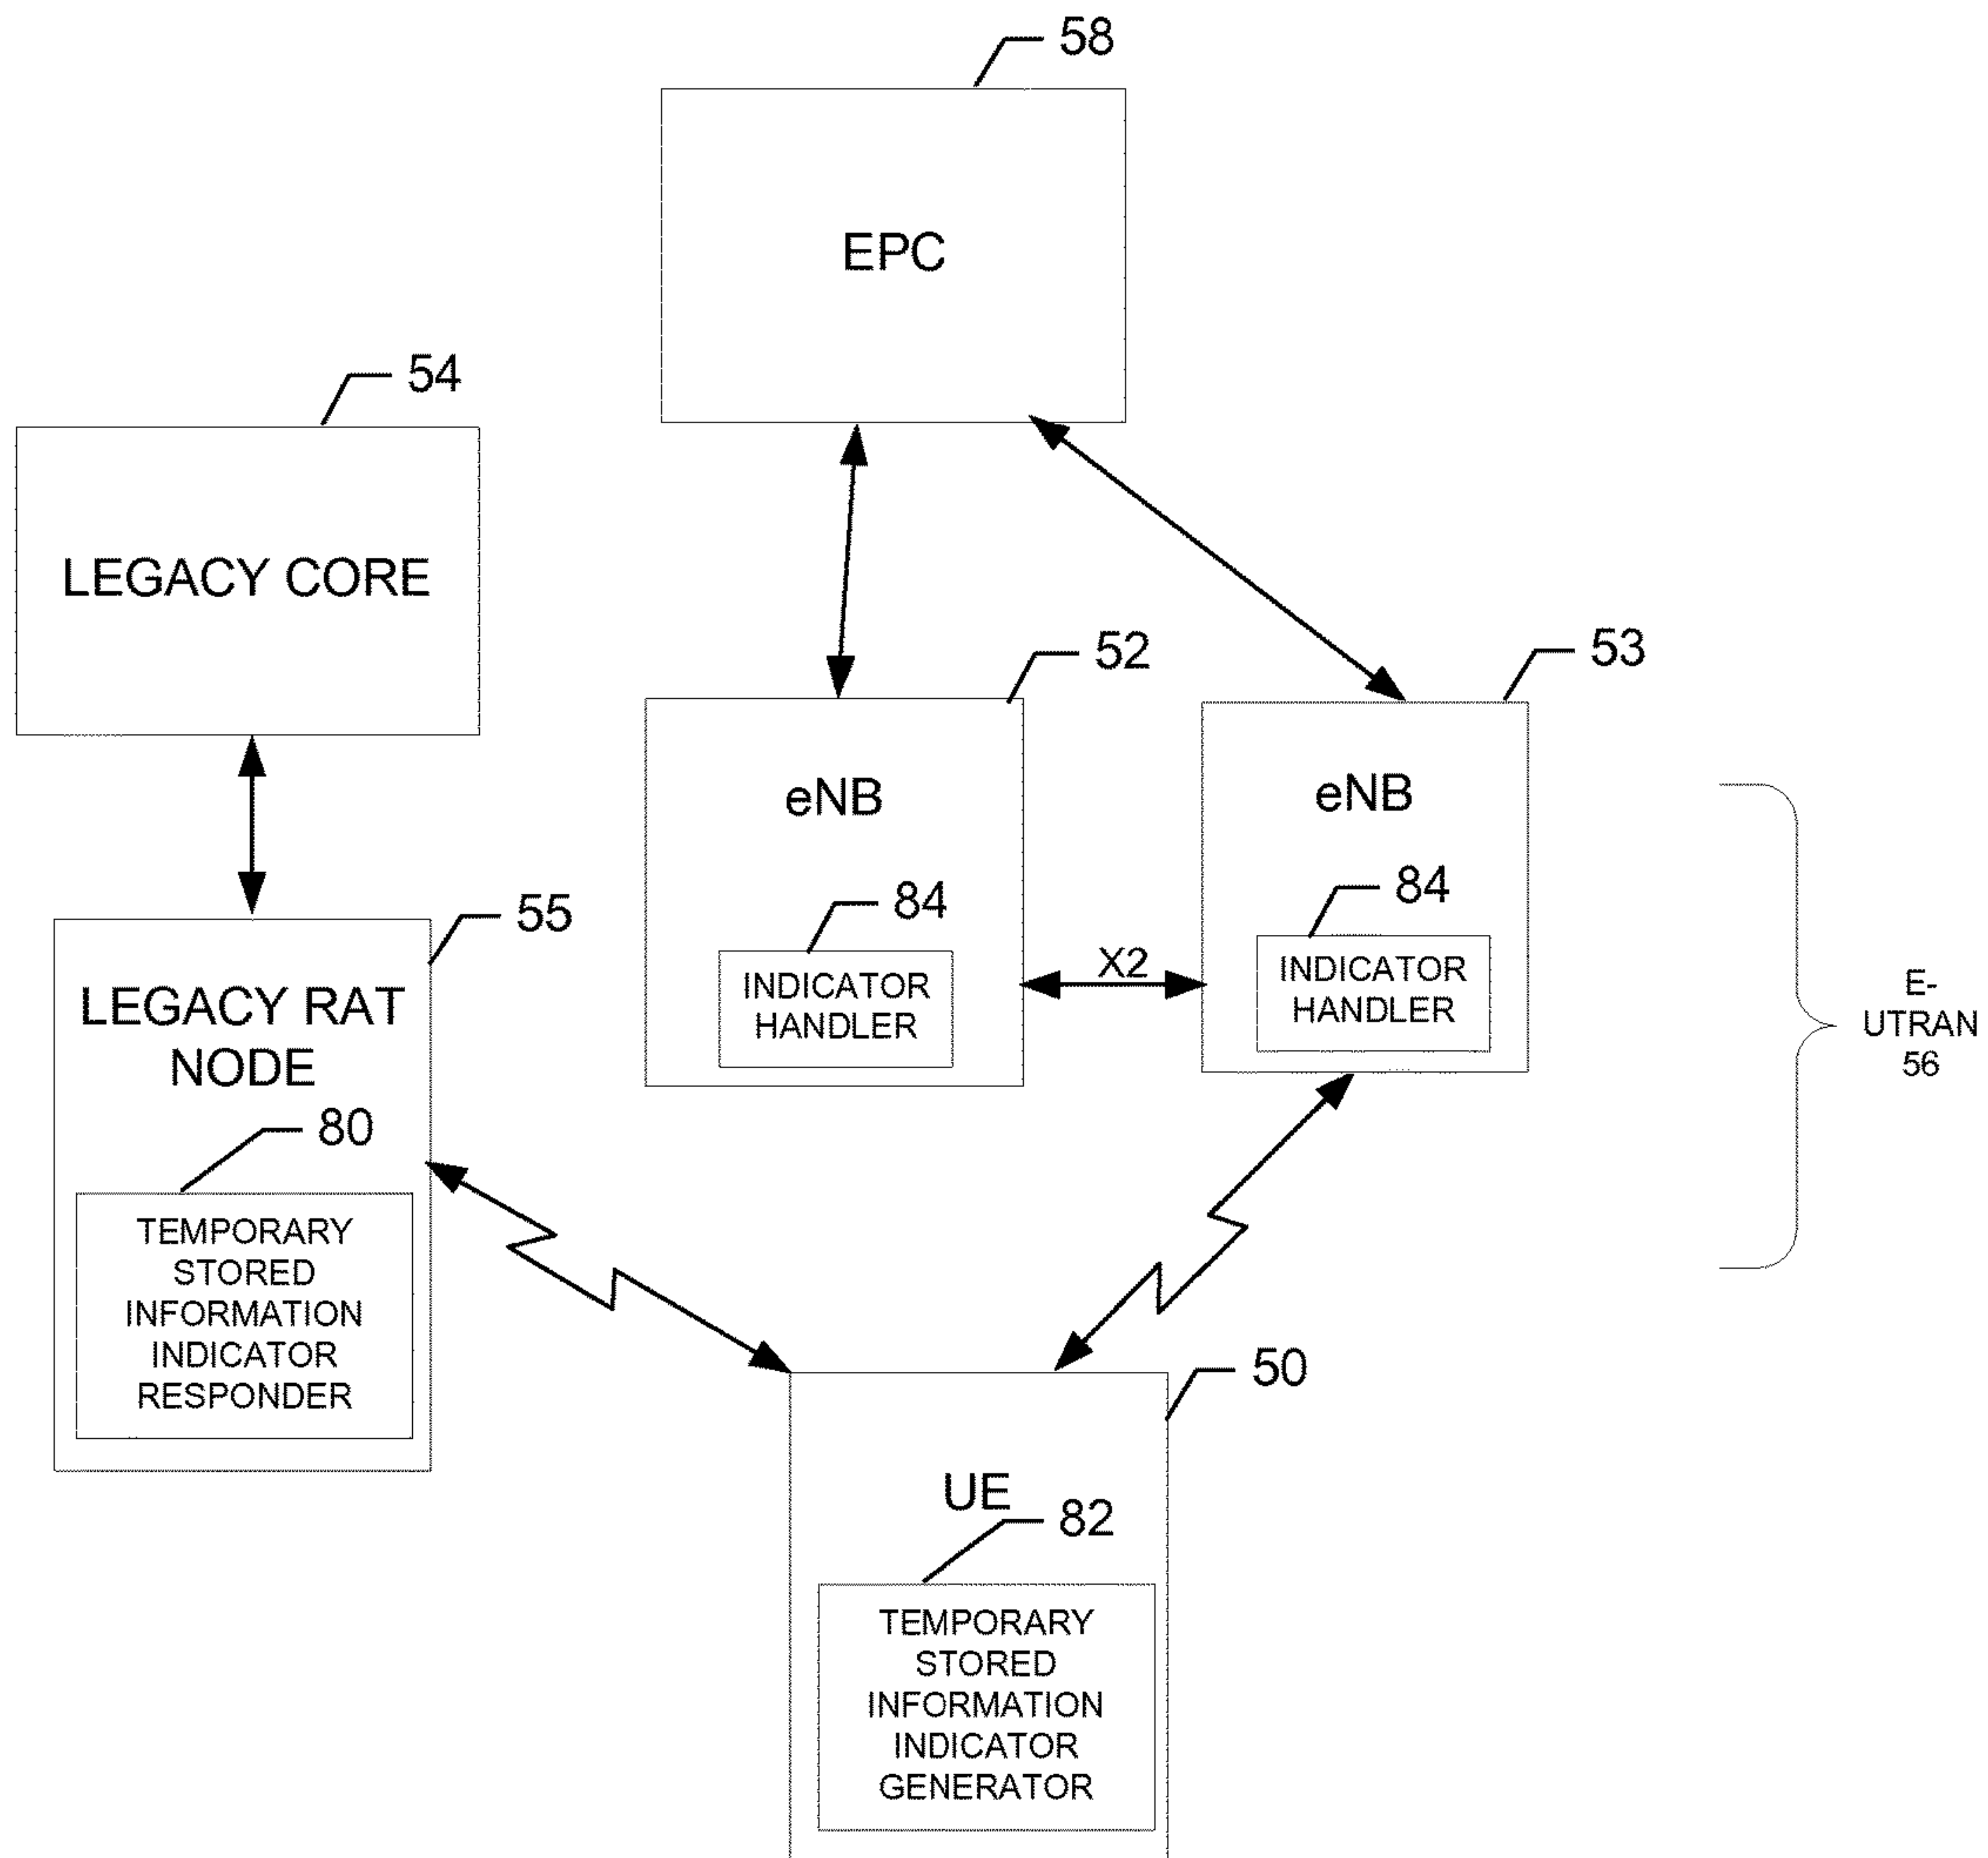 58
EPC
54
LEGACY CORE
52
53
eNB
eNB
84
84
INDICATOR
HANDLER
X2
INDICATOR
HANDLER
E-
UTRAN
56
55
LEGACY RAT
NODE
80
TEMPORARY
STORED
INFORMATION
INDICATOR
RESPONDER
50
UE
82
TEMPORARY
STORED
INFORMATION
INDICATOR
GENERATOR